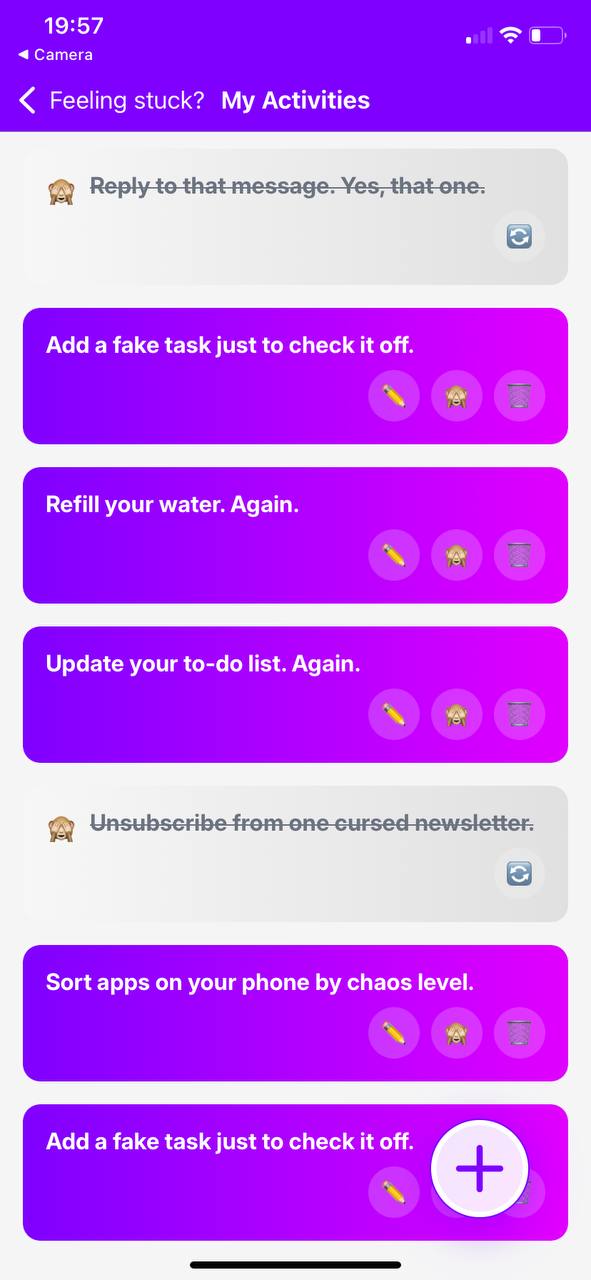 19:57
◀ Camera
Feeling stuck? My Activities
Reply to that message. Yes, that one.
Add a fake task just to check it off.
Refill your water. Again.
Update your to-do list. Again.
Unsubscribe from one cursed newsletter.
Sort apps on your phone by chaos level.
Add a fake task just to check it off.